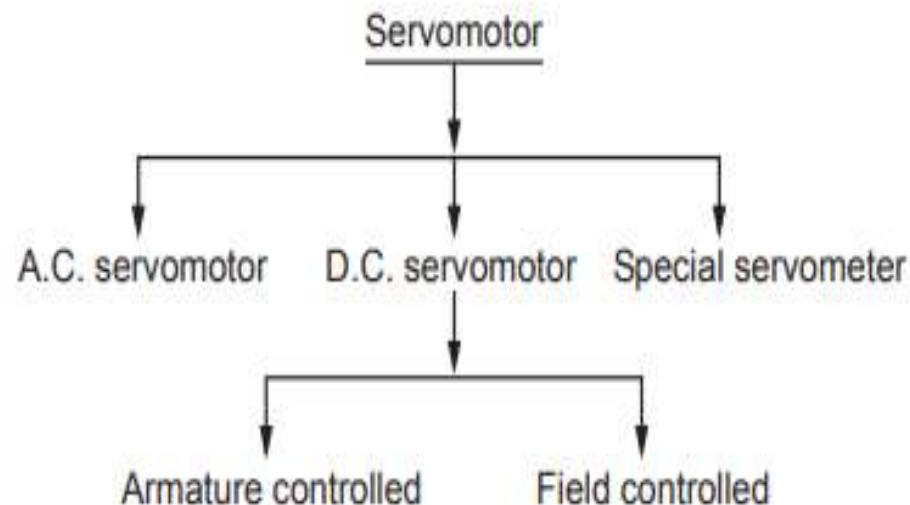 Servomotor
A.C. servomotor D.C. servomotor Special servometer
Armature controlled Field controlled